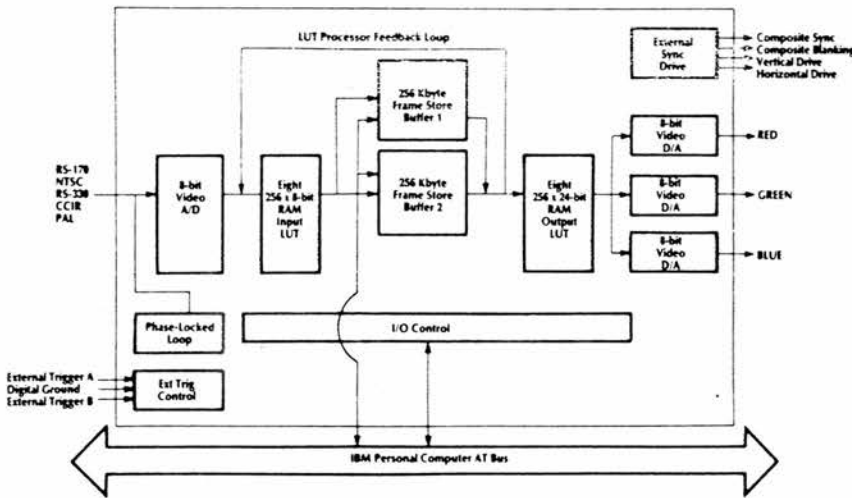 LUT Processor Feedback Loop
External
Sync
Drive
Composite Sync
Composite Blanking
Vertical Drive
Horizontal Drive
256 Kbyte
Frame Store
Buffer 1
8-bit
Video
D/A
RED
RS-170
NTSC
RS-330
CCIR
PAL
8-bit
Video
A/D
Eight
256 x 8-bit
RAM
Input
LUT
256 Kbyte
Frame Store
Buffer 2
Eight
256 x 24-bit
RAM
Output
LUT
8-bit
Video
D/A
GREEN
8-bit
Video
D/A
BLUE
Phase-Locked
Loop
I/O Control
External Trigger A
Digital Ground
External Trigger B
Ext Trig
Control
IBM Personal Computer AT Bus